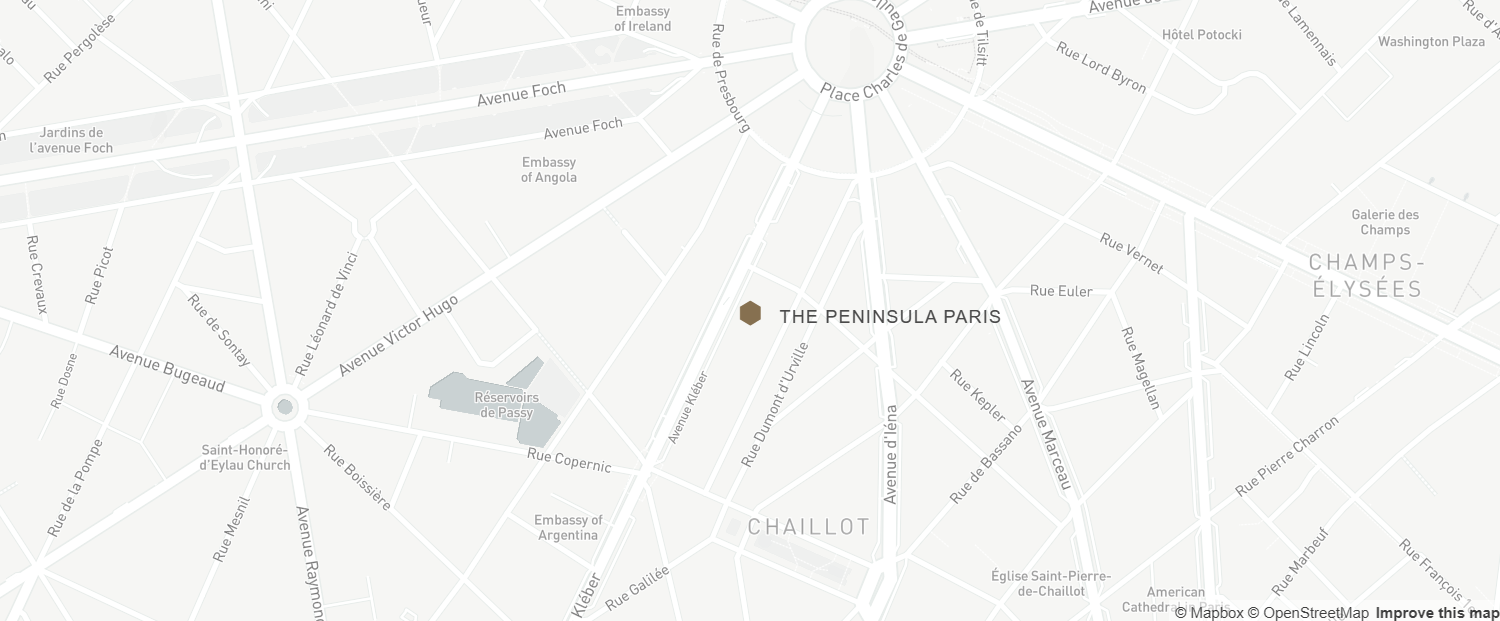 Rue Pergolèse
Embassy
of Ireland
Rue de Presbourg
Place Charles de Gaulle
Rue de Tilsitt
Avenue de
Rue Lord Byron
Hôtel Potocki
Rue Lamennais
Washington Plaza
Rue d'A
Avenue Foch
Avenue Foch
Jardins de
l'avenue Foch
Embassy
of Angola
Galerie des
Champs
CHAMPS-
ÉLYSÉES
Rue Crevaux
Rue Picot
Rue Léonard de Vinci
Rue de Sontay
Avenue Victor Hugo
Rue Vernet
Rue Euler
THE PENINSULA PARIS
Rue Magellan
Rue Lincoln
Avenue Bugeaud
Rue Dosne
Réservoirs
de Passy
Avenue Kléber
Rue Dumont d'Urville
Rue Kepler
Avenue d'Iéna
Avenue Marceau
Rue de Bassano
Rue Pierre Charron
Saint-Honoré-
d'Eylau Church
Rue de la Pompe
Rue Boissière
Rue Copernic
Rue Mesnil
Avenue Raymon
Embassy of
Argentina
CHAILLOT
Kléber
Rue Galilée
Église Saint-Pierre-
de-Chaillot
American
Cathedral in Paris
Rue Marbeuf
Rue François 1
© Mapbox © OpenStreetMap Improve this map